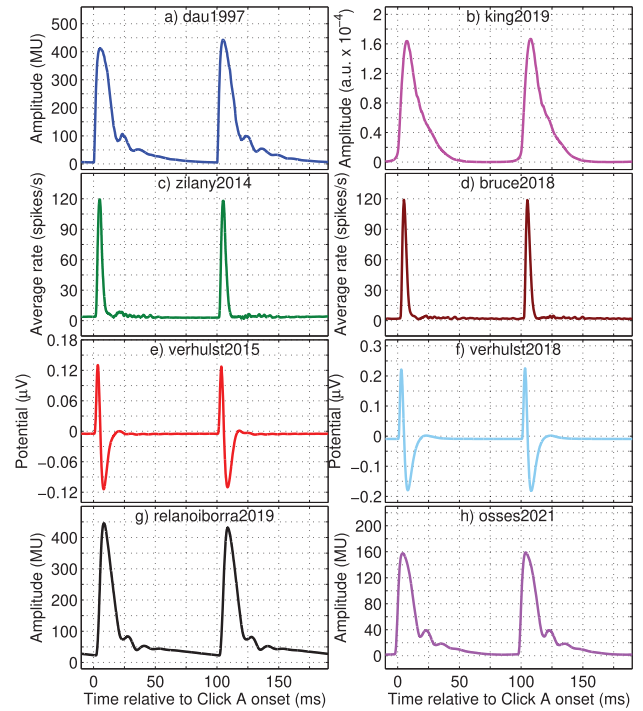 a) dau1997
Amplitude (MU)
500
400
300
200
100
0
b) king2019
Amplitude (a.u. x 10⁻⁴)
2.0
1.6
1.2
0.8
0.4
0
c) zilany2014
Average rate (spikes/s)
120
90
60
30
0
d) bruce2018
Average rate (spikes/s)
120
90
60
30
0
e) verhulst2015
Potential (μV)
0.18
0.12
0.06
0
−0.06
−0.12
f) verhulst2018
Potential (μV)
0.3
0.2
0.1
0
−0.1
−0.2
g) relanoiborra2019
Amplitude (MU)
400
300
200
100
50
0
0 50 100 150
Time relative to Click A onset (ms)
h) osses2021
Amplitude (MU)
200
160
120
80
40
0
0 50 100 150
Time relative to Click A onset (ms)